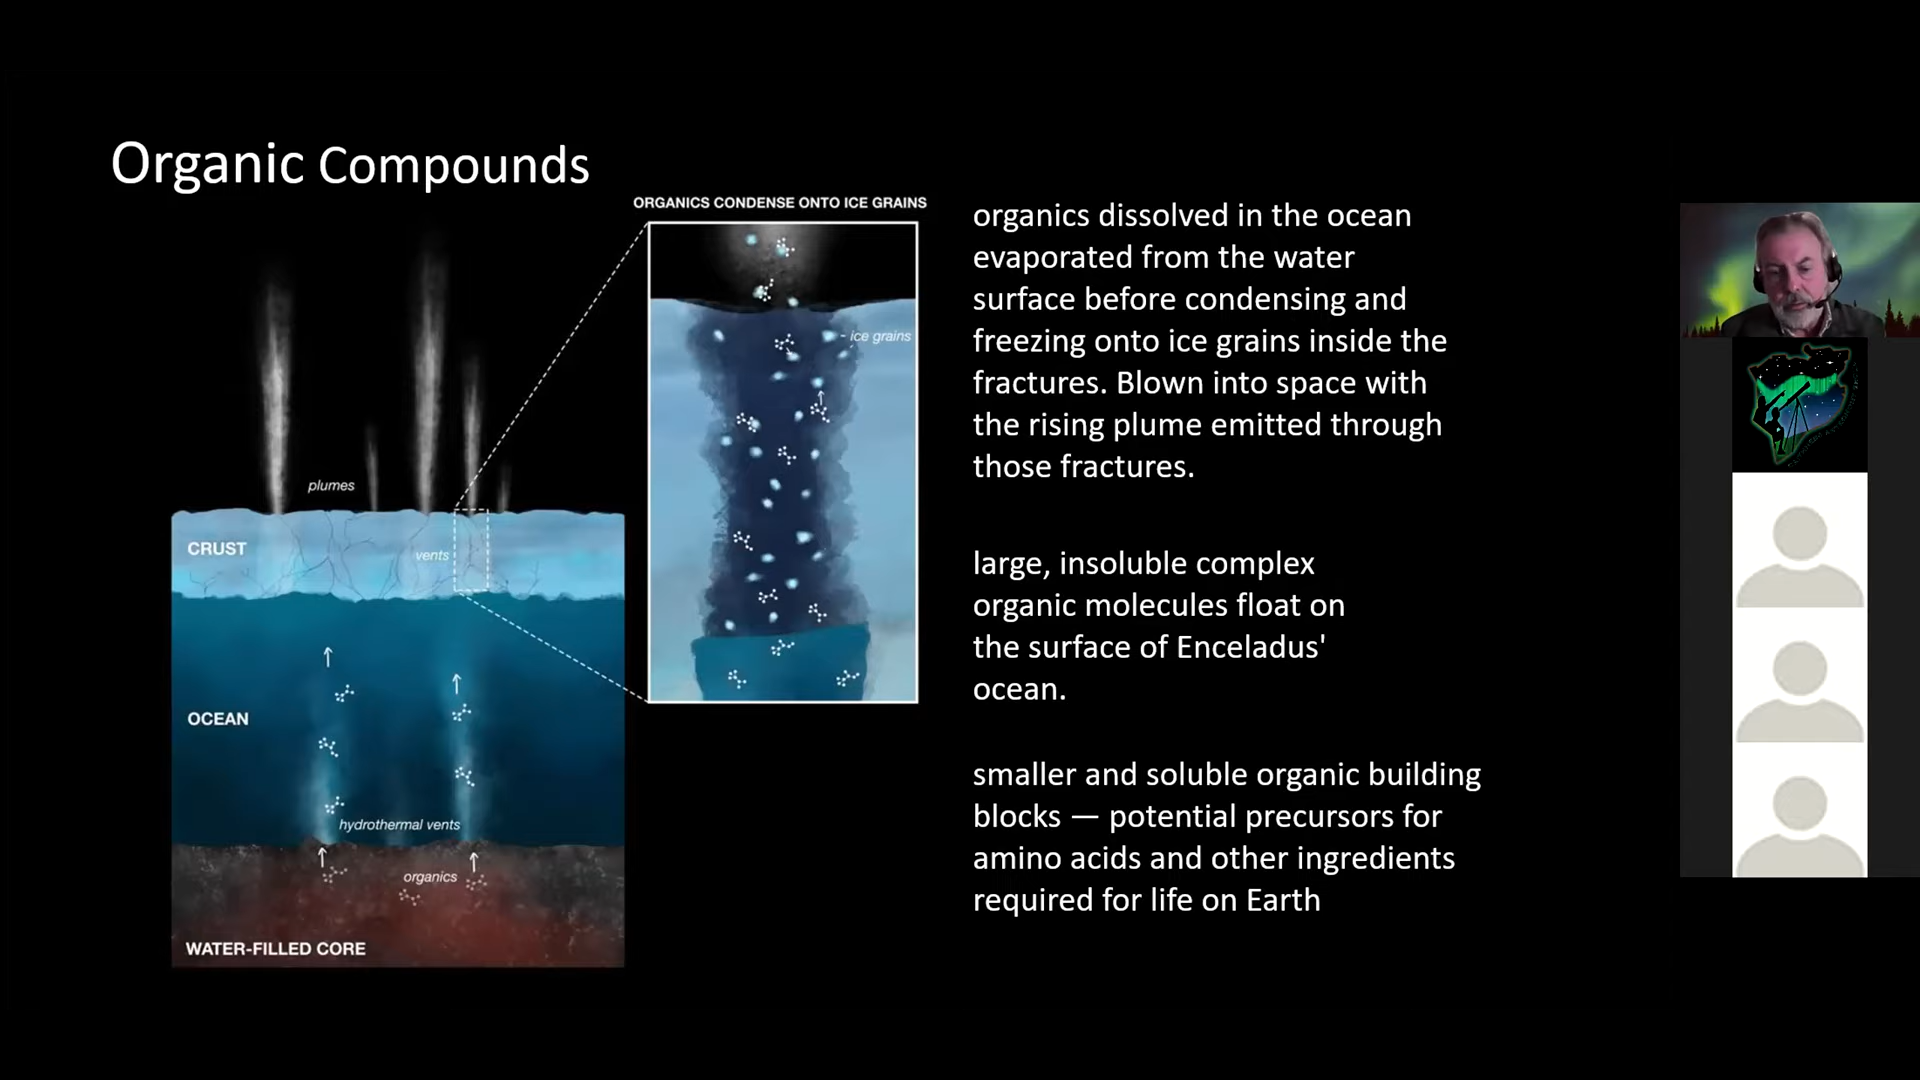 Organic Compounds
ORGANICS CONDENSE ONTO ICE GRAINS
ice grains
plumes
CRUST
vents
OCEAN
hydrothermal vents
organics
WATER-FILLED CORE
organics dissolved in the ocean
evaporated from the water
surface before condensing and
freezing onto ice grains inside the
fractures. Blown into space with
the rising plume emitted through
those fractures.
large, insoluble complex
organic molecules float on
the surface of Enceladus'
ocean.
smaller and soluble organic building
blocks — potential precursors for
amino acids and other ingredients
required for life on Earth